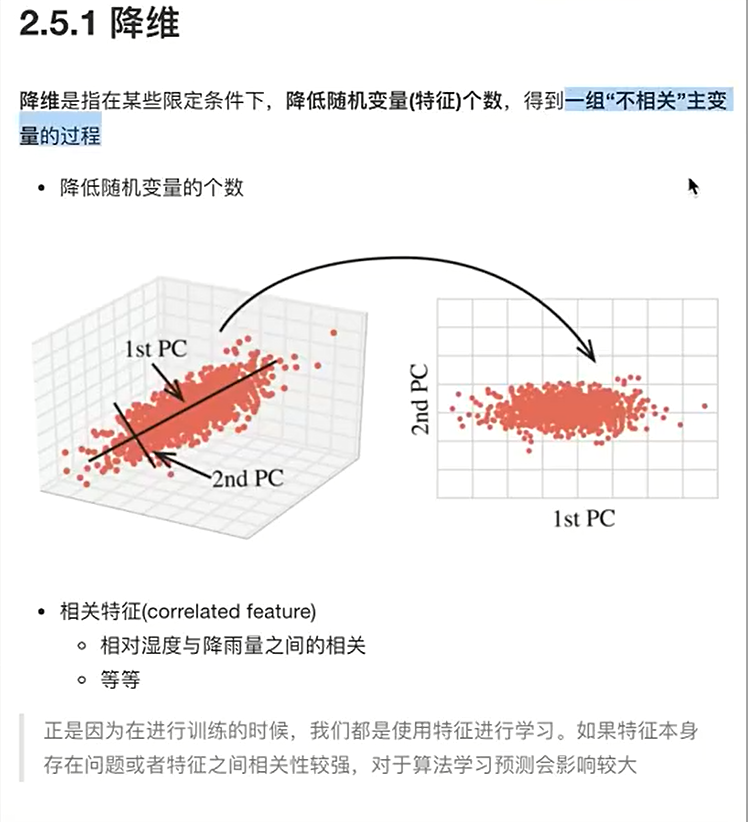 2.5.1 降维
降维是指在某些限定条件下，降低随机变量(特征)个数，得到一组“不相关”主变
量的过程
降低随机变量的个数
1st PC
2nd PC
2nd PC
1st PC
相关特征(correlated feature)
相对湿度与降雨量之间的相关
等等
正是因为在进行训练的时候，我们都是使用特征进行学习。如果特征本身
存在问题或者特征之间相关性较强，对于算法学习预测会影响较大